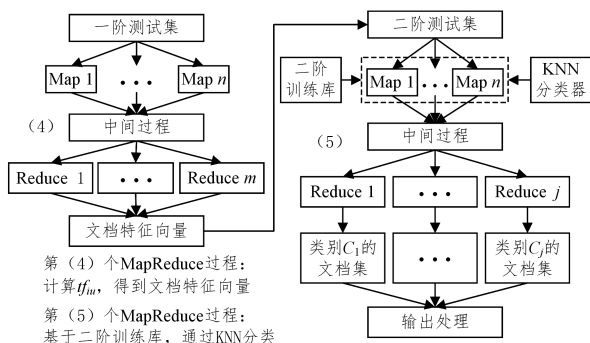 一阶测试集
Map 1
...
Map n
(4)
中间过程
Reduce 1
...
Reduce m
文档特征向量
第（4）个MapReduce过程：
计算tfiu，得到文档特征向量
第（5）个MapReduce过程：
基于二阶训练库，通过KNN分类
二阶测试集
二阶
训练库
Map 1
...
Map n
KNN
分类器
(5)
中间过程
Reduce 1
...
Reduce j
类别C1的
文档集
...
类别Cj的
文档集
输出处理